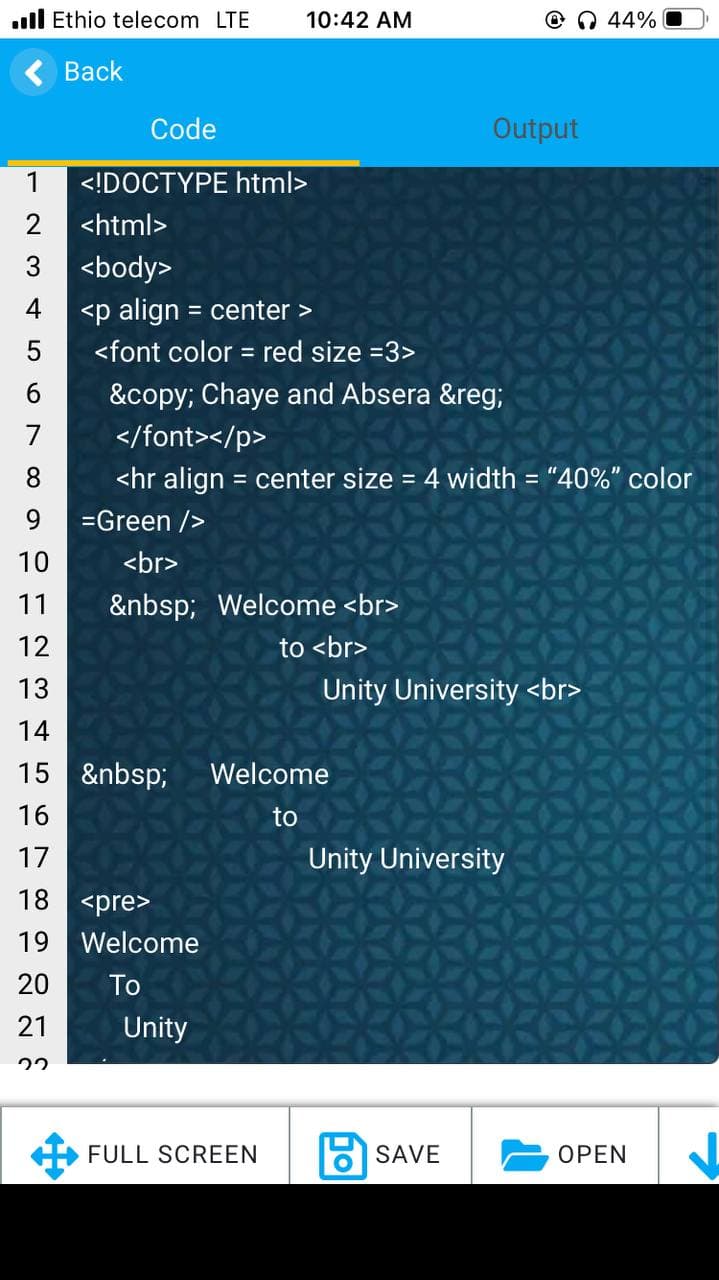 Ethio telecom LTE 10:42 AM 44%
Back
Code Output
1 <!DOCTYPE html>
2 <html>
3 <body>
4 <p align = center >
5 <font color = red size =3>
6 &copy; Chaye and Absera &reg;
7 </font></p>
8 <hr align = center size = 4 width = “40%” color
9 =Green />
10 <br>
11 &nbsp; Welcome <br>
12 to <br>
13 Unity University <br>
14
15 &nbsp; Welcome
16 to
17 Unity University
18 <pre>
19 Welcome
20 To
21 Unity
22
FULL SCREEN SAVE OPEN